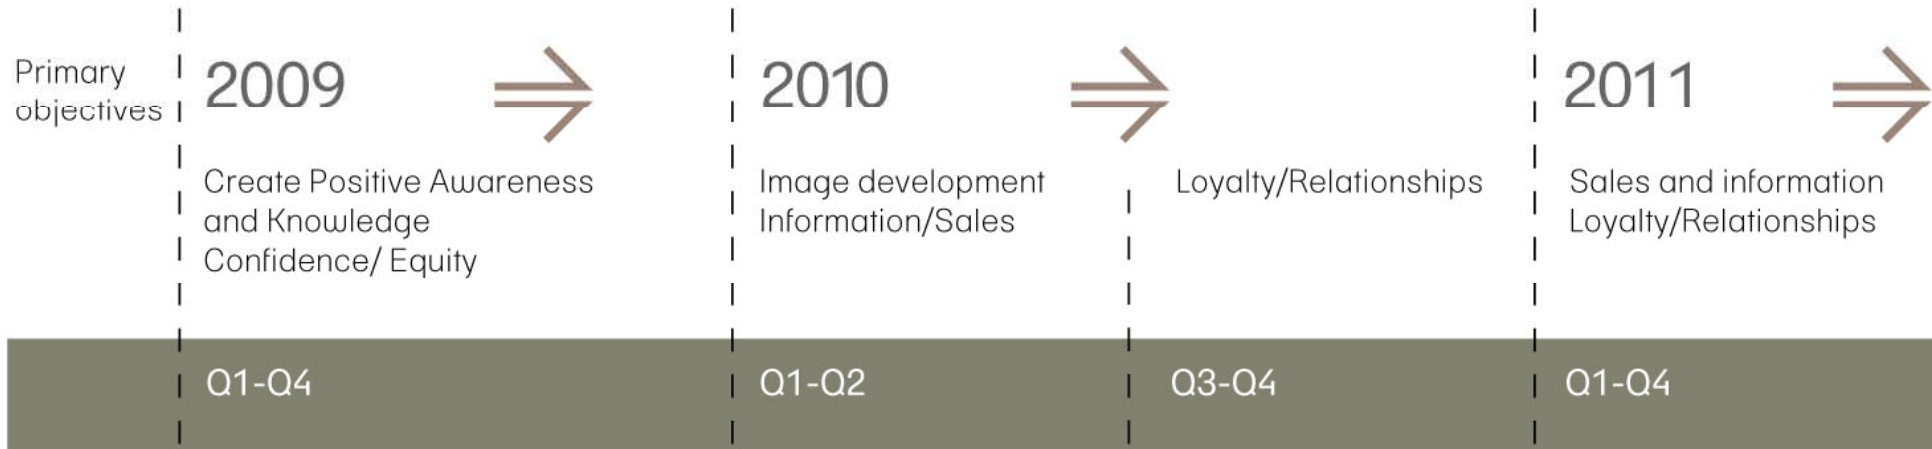 Primary
objectives
2009
Create Positive Awareness
and Knowledge
Confidence/ Equity
2010
Image development
Information/Sales
Loyalty/Relationships
2011
Sales and information
Loyalty/Relationships
Q1-Q4
Q1-Q2
Q3-Q4
Q1-Q4